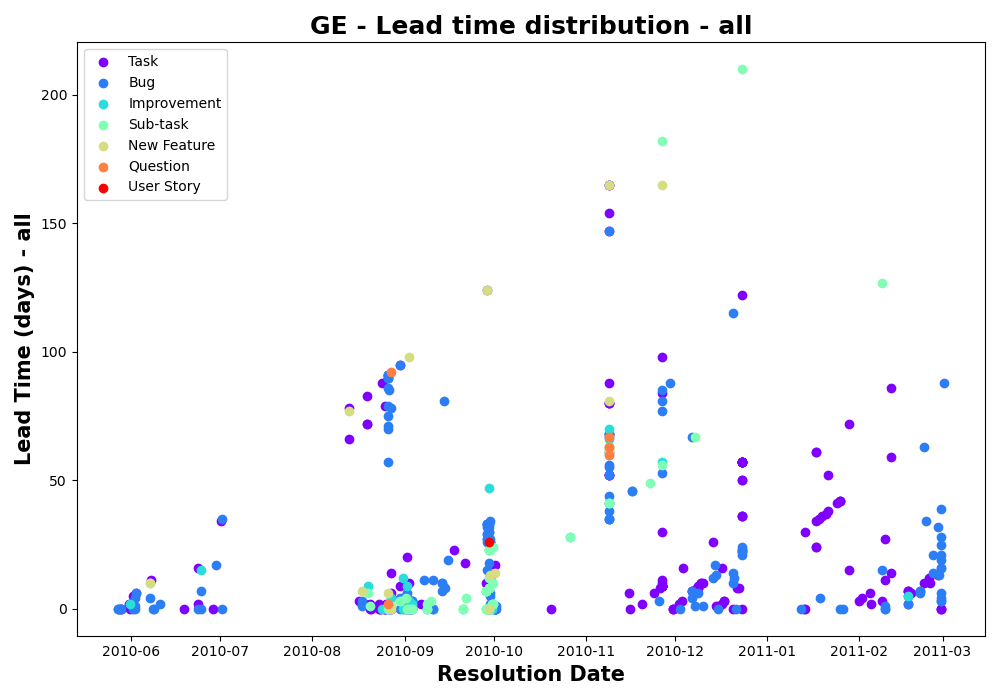 GE - Lead time distribution - all
Task
Bug
Improvement
Sub-task
New Feature
Question
User Story
200
150
100
50
0
Lead Time (days) - all
2010-06 2010-07 2010-08 2010-09 2010-10 2010-11 2010-12 2011-01 2011-02 2011-03
Resolution Date